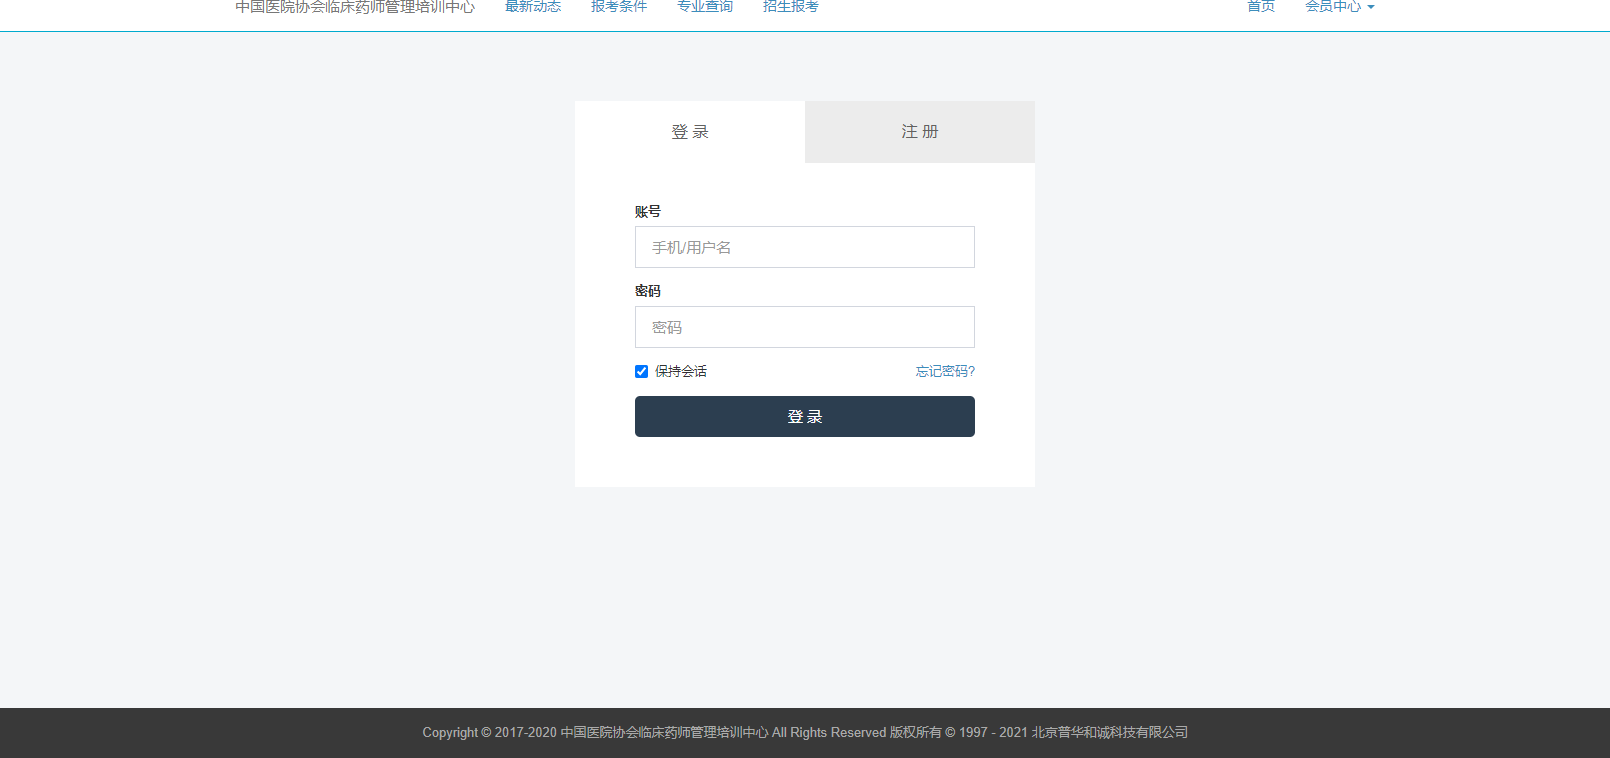 中国医院协会临床药师管理培训中心 最新动态 报考条件 专业查询 招生报考 首页 会员中心
登 录 注 册
账号
手机/用户名
密码
密码
保持会话 忘记密码?
登 录
Copyright © 2017-2020 中国医院协会临床药师管理培训中心 All Rights Reserved 版权所有 © 1997 - 2021 北京普华和诚科技有限公司